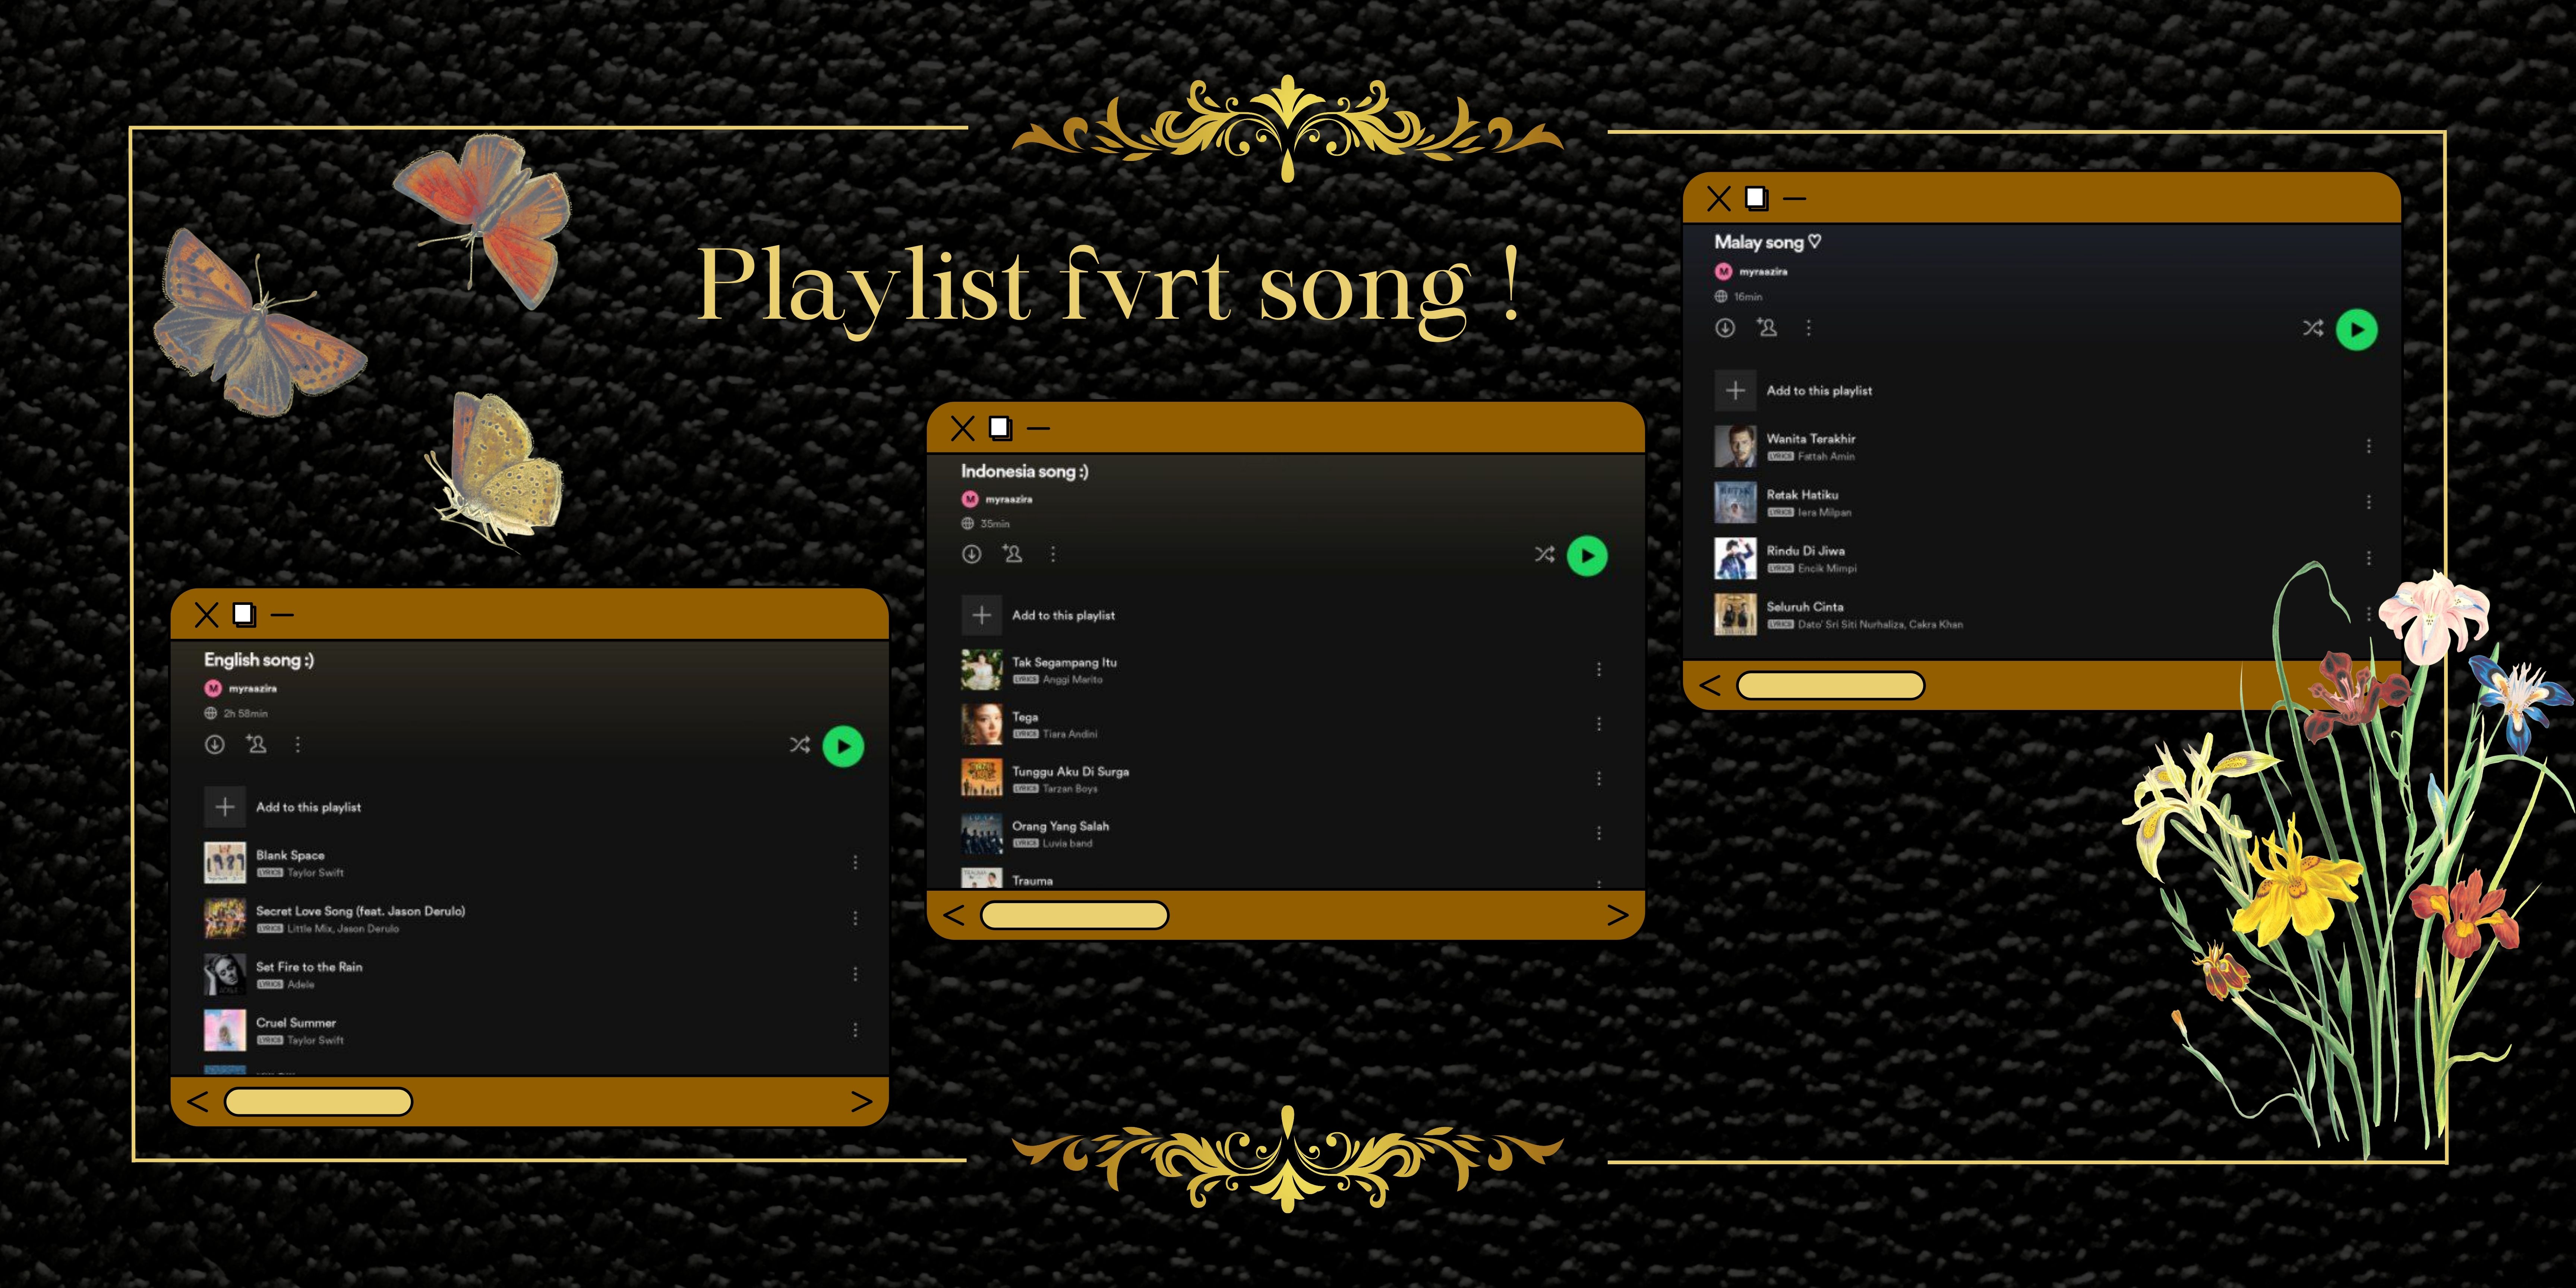 Playlist fvrt song !
English song :)
M myraazira
2h 58min
Add to this playlist
Blank Space
LYRICS Taylor Swift
Secret Love Song (feat. Jason Derulo)
LYRICS Little Mix, Jason Derulo
Set Fire to the Rain
LYRICS Adele
Cruel Summer
LYRICS Taylor Swift
Indonesia song :)
M myraazira
35min
Add to this playlist
Tak Segampang Itu
LYRICS Anggi Marito
Tega
LYRICS Tiara Andini
Tunggu Aku Di Surga
LYRICS Tarzan Boys
Orang Yang Salah
LYRICS Luvia band
Trauma
Malay song ♡
M myraazira
16min
Add to this playlist
Wanita Terakhir
LYRICS Fattah Amin
Retak Hatiku
LYRICS Iera Milpan
Rindu Di Jiwa
LYRICS Encik Mimpi
Seluruh Cinta
LYRICS Dato' Sri Siti Nurhaliza, Cakra Khan